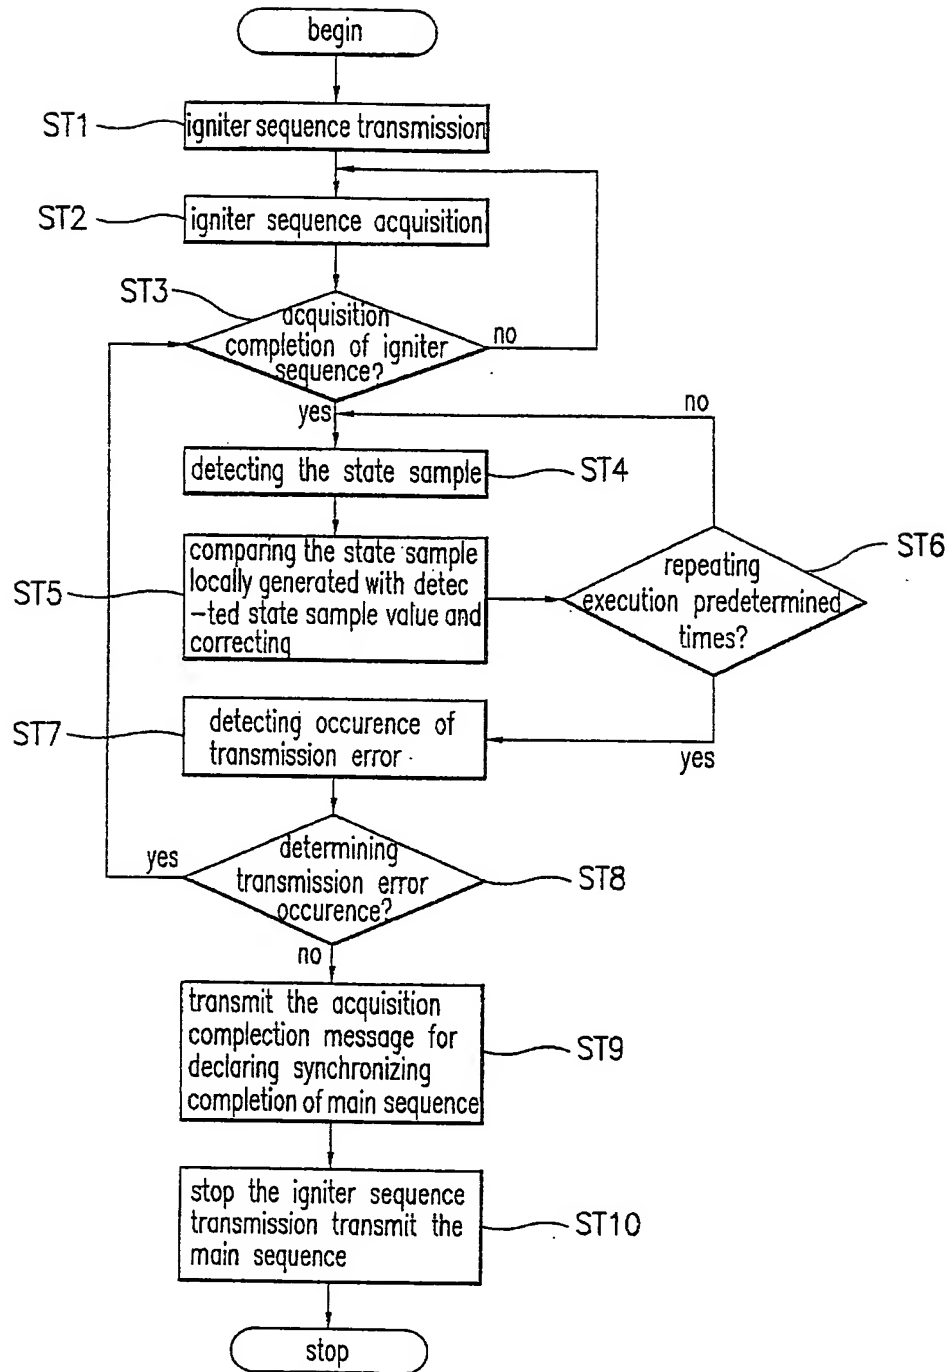 begin
ST1
igniter sequence transmission
ST2
igniter sequence acquisition
ST3
acquisition
completion of igniter
sequence?
no
yes
no
detecting the state sample
ST4
comparing the state sample
locally generated with detec
-ted state sample value and
correcting
ST5
repeating
execution predetermined
times?
ST6
yes
ST7
detecting occurence of
transmission error
determining
transmission error
occurence?
yes
ST8
no
transmit the acquisition
complection message for
declaring synchronizing
completion of main sequence
ST9
stop the igniter sequence
transmission transmit the
main sequence
ST10
stop